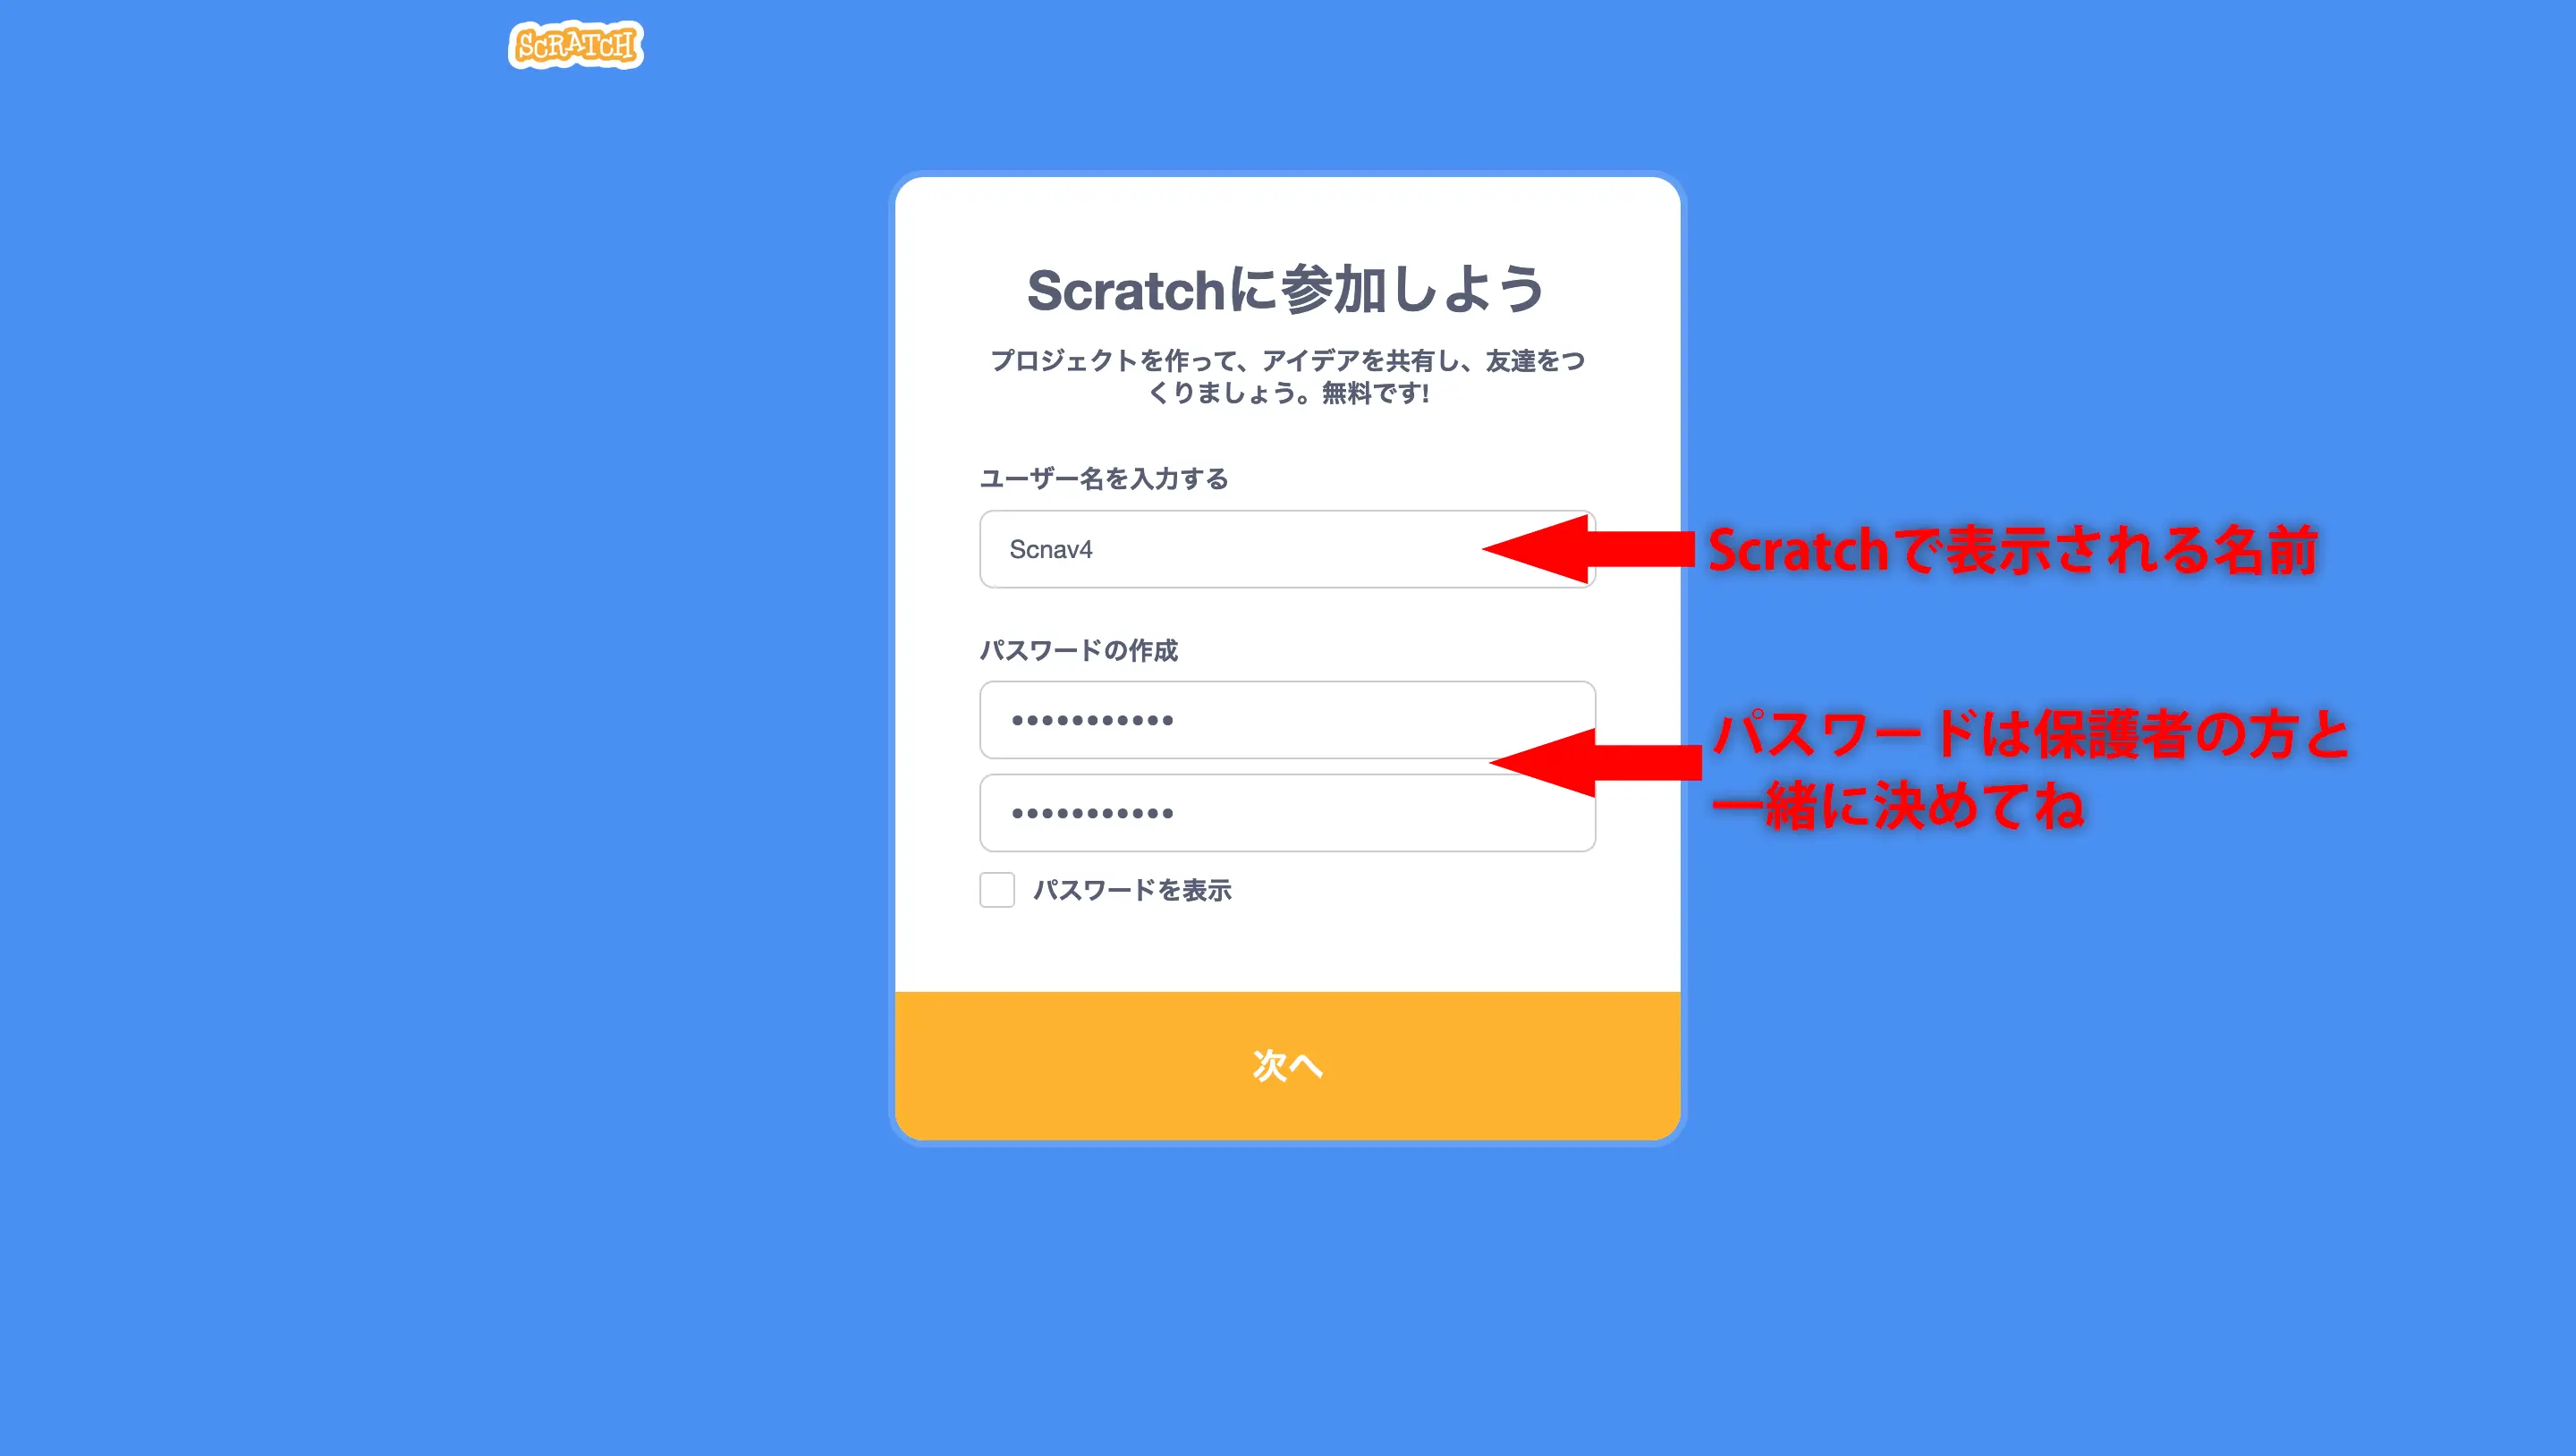 SCRATCH
Scratchに参加しよう
プロジェクトを作って、アイデアを共有し、友達をつ
くりましょう。無料です!
ユーザー名を入力する
Scnav4
Scratchで表示される名前
パスワードの作成
•••••••••••
•••••••••••
パスワードは保護者の方と
一緒に決めてね
パスワードを表示
次へ